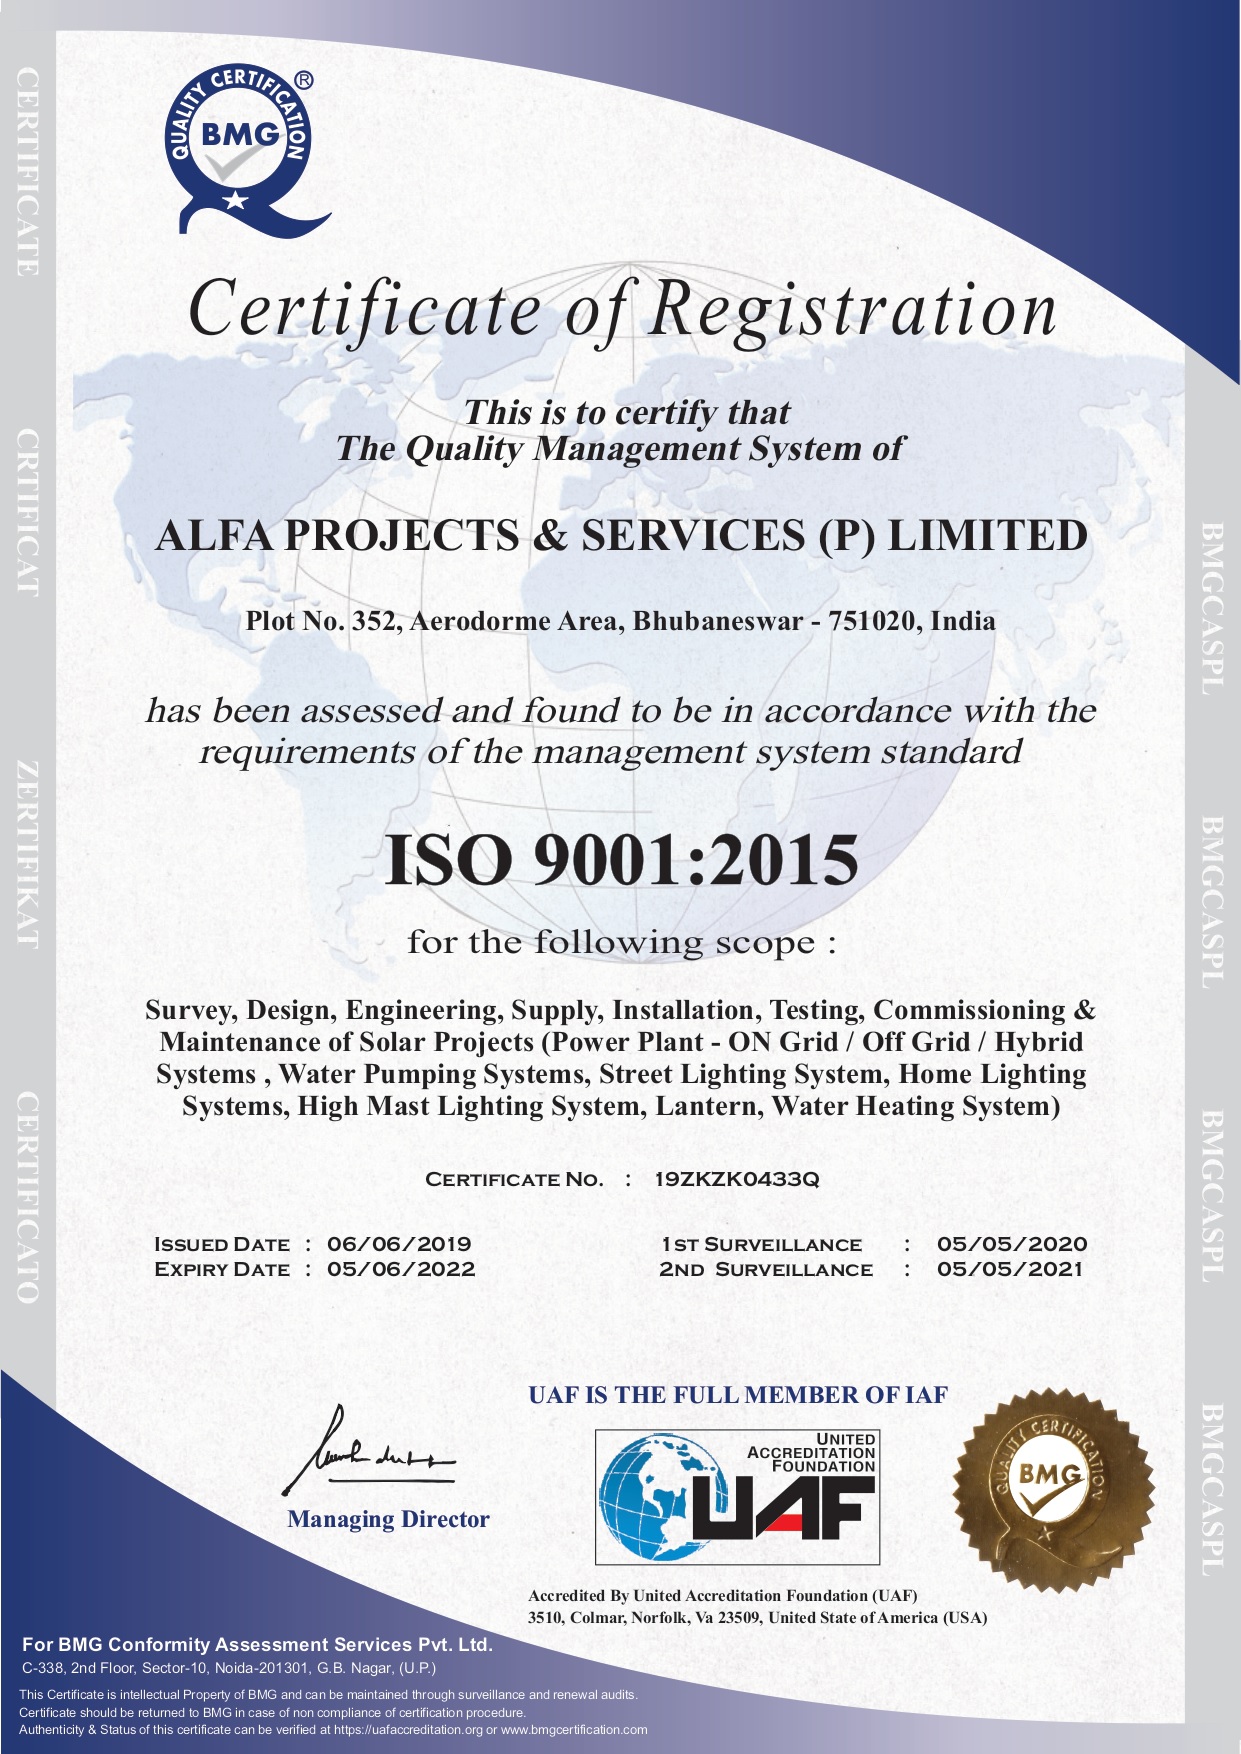 QUALITY CERTIFICATION ®
BMG
Certificate of Registration
This is to certify that
The Quality Management System of
ALFA PROJECTS & SERVICES (P) LIMITED
Plot No. 352, Aerodorme Area, Bhubaneswar - 751020, India
has been assessed and found to be in accordance with the
requirements of the management system standard
ISO 9001:2015
for the following scope :
Survey, Design, Engineering, Supply, Installation, Testing, Commissioning &
Maintenance of Solar Projects (Power Plant - ON Grid / Off Grid / Hybrid
Systems , Water Pumping Systems, Street Lighting System, Home Lighting
Systems, High Mast Lighting System, Lantern, Water Heating System)
CERTIFICATE NO. : 19ZKZK0433Q
ISSUED DATE : 06/06/2019
EXPIRY DATE : 05/06/2022
1ST SURVEILLANCE : 05/05/2020
2ND SURVEILLANCE : 05/05/2021
Managing Director
UAF IS THE FULL MEMBER OF IAF
UNITED
ACCREDITATION
FOUNDATION
UAF
QUALITY CERTIFICATION
BMG
Accredited By United Accreditation Foundation (UAF)
3510, Colmar, Norfolk, Va 23509, United State of America (USA)
For BMG Conformity Assessment Services Pvt. Ltd.
C-338, 2nd Floor, Sector-10, Noida-201301, G.B. Nagar, (U.P.)
This Certificate is intellectual Property of BMG and can be maintained through surveillance and renewal audits.
Certificate should be returned to BMG in case of non compliance of certification procedure.
Authenticity & Status of this certificate can be verified at https://uafaccreditation.org or www.bmgcertification.com
CERTIFICATE
CRTIFICAT
ZERTIFIKAT
CERTIFICATO
BMGCASPL
BMGCASPL
BMGCASPL
BMGCASPL